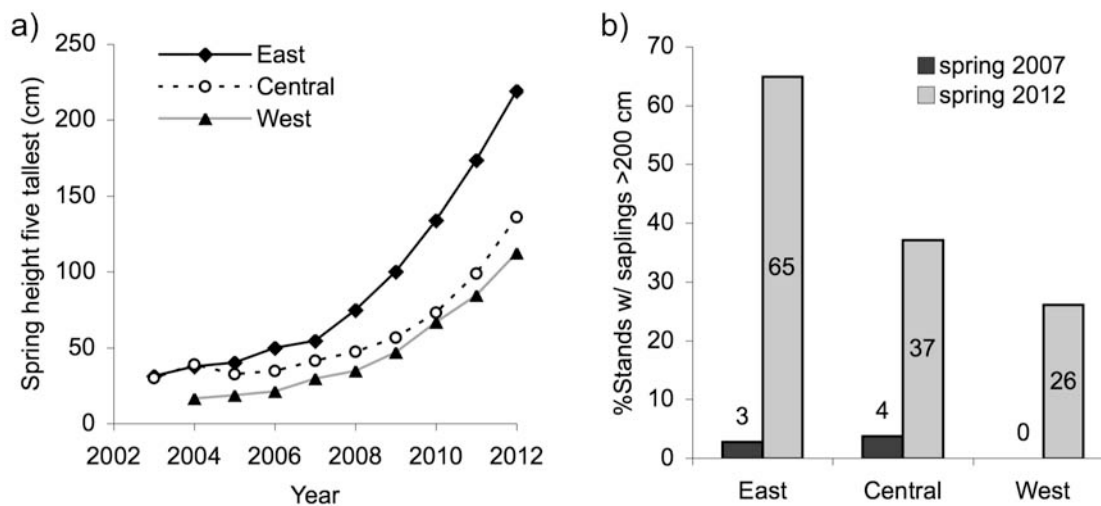 a)
Spring height five tallest (cm)
250
200
150
100
50
0
East
Central
West
2002 2004 2006 2008 2010 2012
Year
b)
%Stands w/ saplings >200 cm
70
60
50
40
30
20
10
0
spring 2007
spring 2012
3 65 4 37 0 26
East Central West